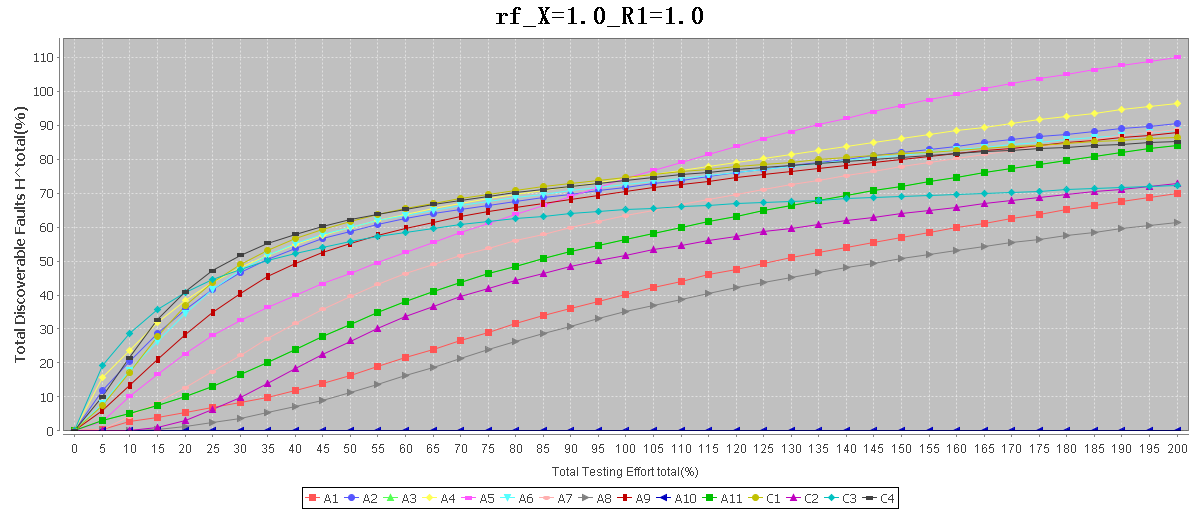 rf_X=1.0_R1=1.0
Total Discoverable Faults H^total(%)
110
100
90
80
70
60
50
40
30
20
10
0
0 5 10 15 20 25 30 35 40 45 50 55 60 65 70 75 80 85 90 95 100 105 110 115 120 125 130 135 140 145 150 155 160 165 170 175 180 185 190 195 200
Total Testing Effort total(%)
A1 A2 A3 A4 A5 A6 A7 A8 A9 A10 A11 C1 C2 C3 C4